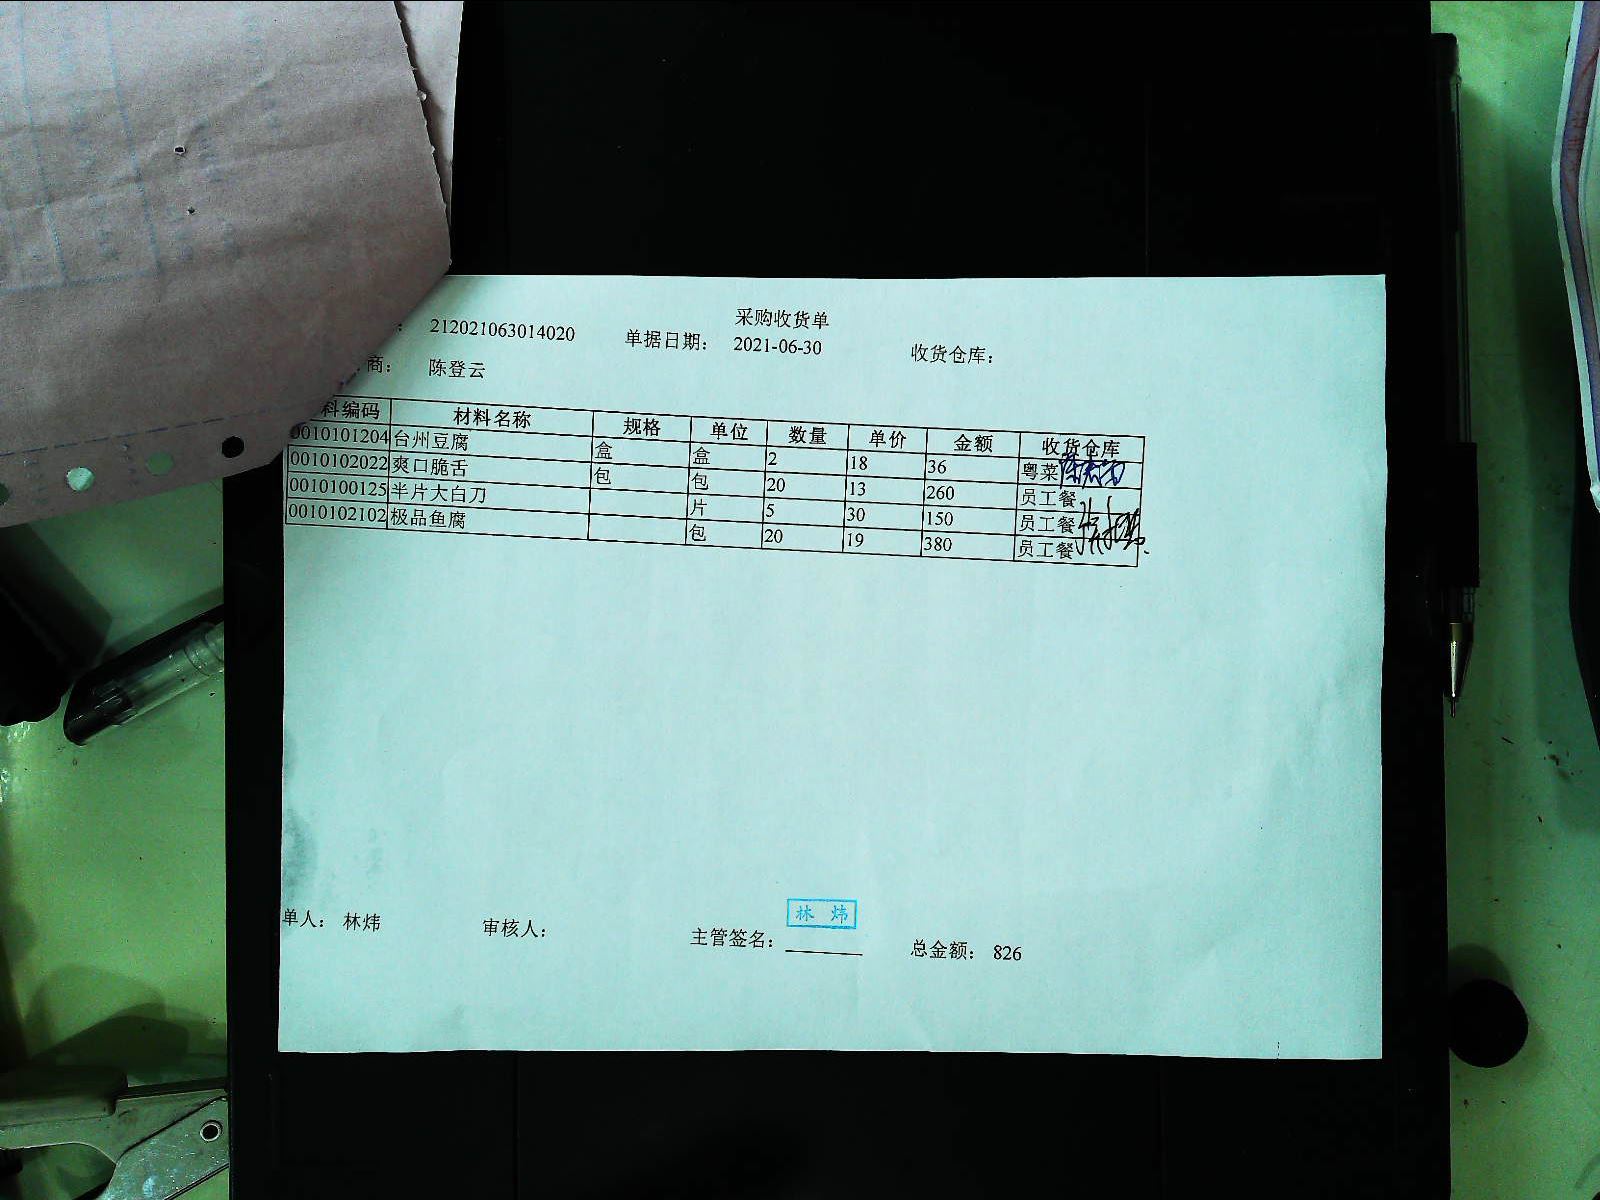 采购收货单
： 212021063014020 单据日期： 2021-06-30 收货仓库：
商： 陈登云
料编码 材料名称 规格 单位 数量 单价 金额 收货仓库
0010101204 台州豆腐 盒 盒 2 18 36 粤菜
0010102022 爽口脆舌 包 包 20 13 260 员工餐
0010100125 半片大白刀 片 5 30 150 员工餐
0010102102 极品鱼腐 包 20 19 380 员工餐
林 炜
单人： 林炜 审核人： 主管签名： 总金额： 826